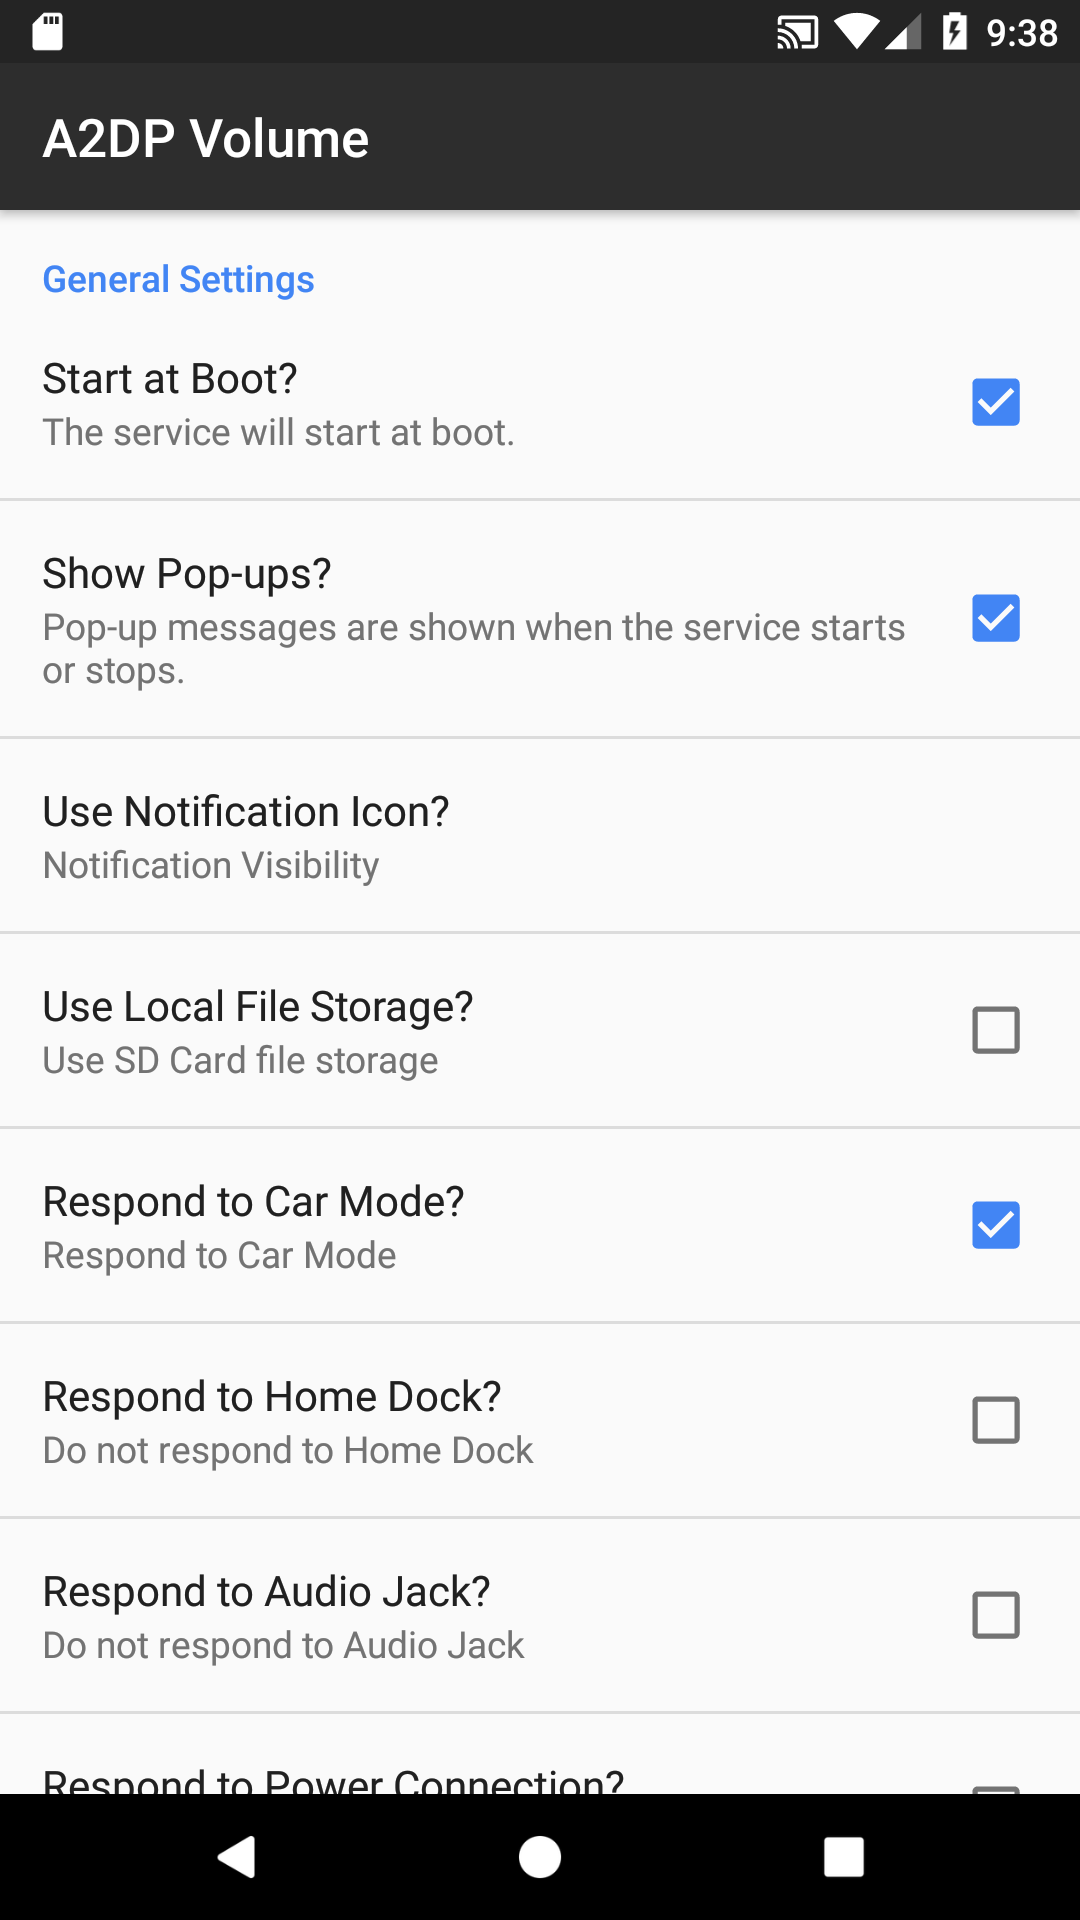 9:38
A2DP Volume
General Settings
Start at Boot?
The service will start at boot.
Show Pop-ups?
Pop-up messages are shown when the service starts
or stops.
Use Notification Icon?
Notification Visibility
Use Local File Storage?
Use SD Card file storage
Respond to Car Mode?
Respond to Car Mode
Respond to Home Dock?
Do not respond to Home Dock
Respond to Audio Jack?
Do not respond to Audio Jack
Respond to Power Connection?